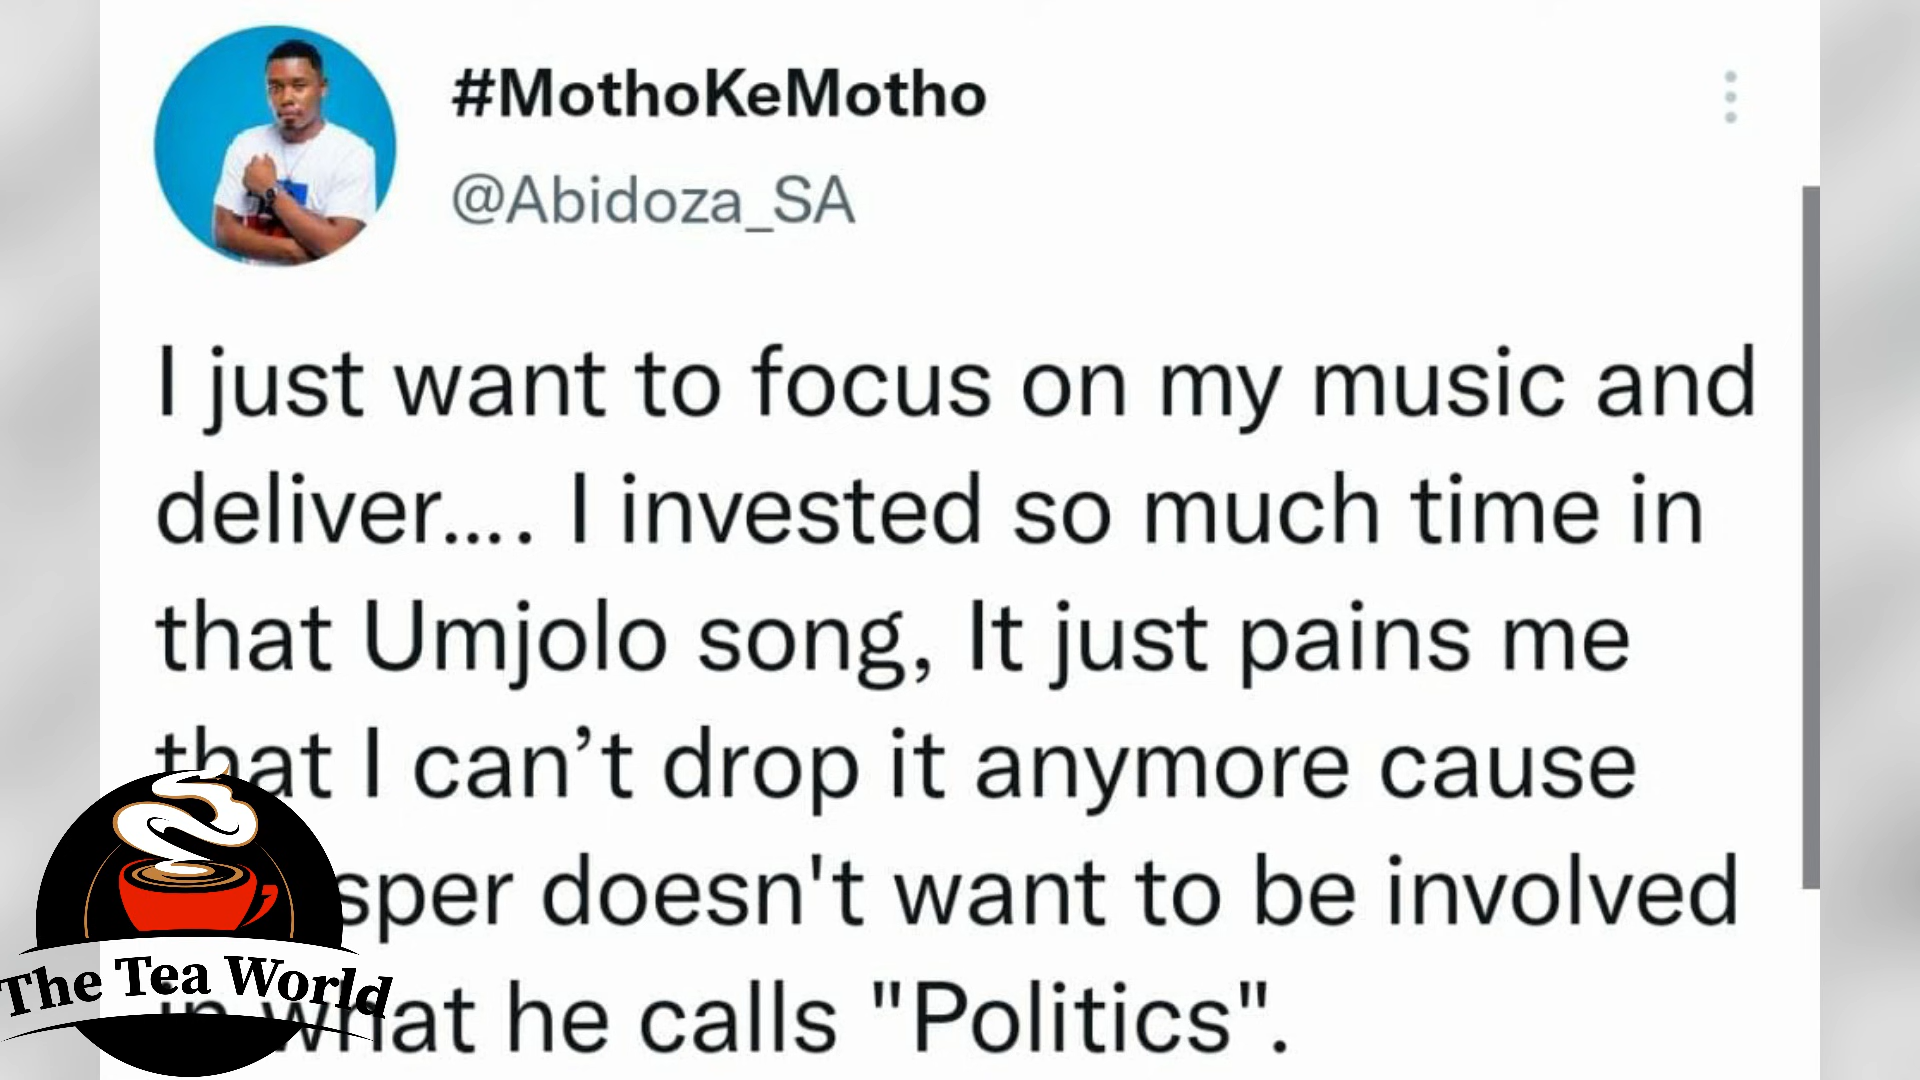 #MothoKeMotho
@Abidoza_SA
I just want to focus on my music and
deliver.... I invested so much time in
that Umjolo song, It just pains me
that I can’t drop it anymore cause
sper doesn't want to be involved
in what he calls "Politics".
The Tea World